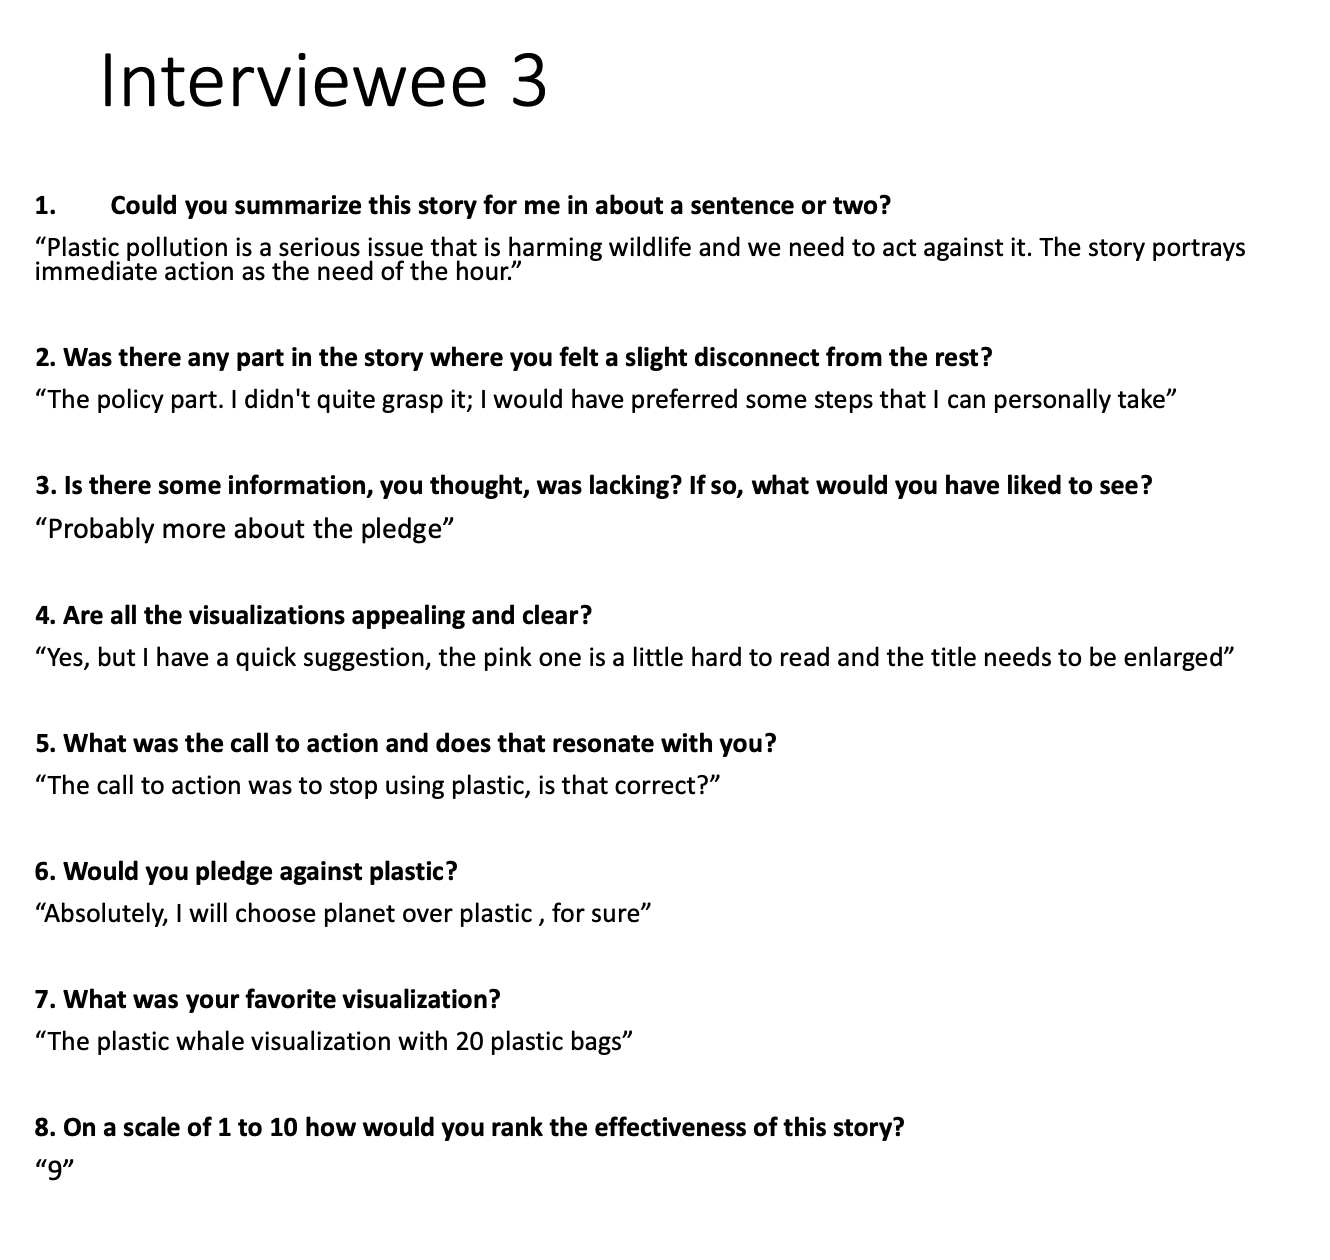 Interviewee 3
1. Could you summarize this story for me in about a sentence or two?
“Plastic pollution is a serious issue that is harming wildlife and we need to act against it. The story portrays
immediate action as the need of the hour.”
2. Was there any part in the story where you felt a slight disconnect from the rest?
“The policy part. I didn't quite grasp it; I would have preferred some steps that I can personally take”
3. Is there some information, you thought, was lacking? If so, what would you have liked to see?
“Probably more about the pledge”
4. Are all the visualizations appealing and clear?
“Yes, but I have a quick suggestion, the pink one is a little hard to read and the title needs to be enlarged”
5. What was the call to action and does that resonate with you?
“The call to action was to stop using plastic, is that correct?”
6. Would you pledge against plastic?
“Absolutely, I will choose planet over plastic , for sure”
7. What was your favorite visualization?
“The plastic whale visualization with 20 plastic bags”
8. On a scale of 1 to 10 how would you rank the effectiveness of this story?
“9”